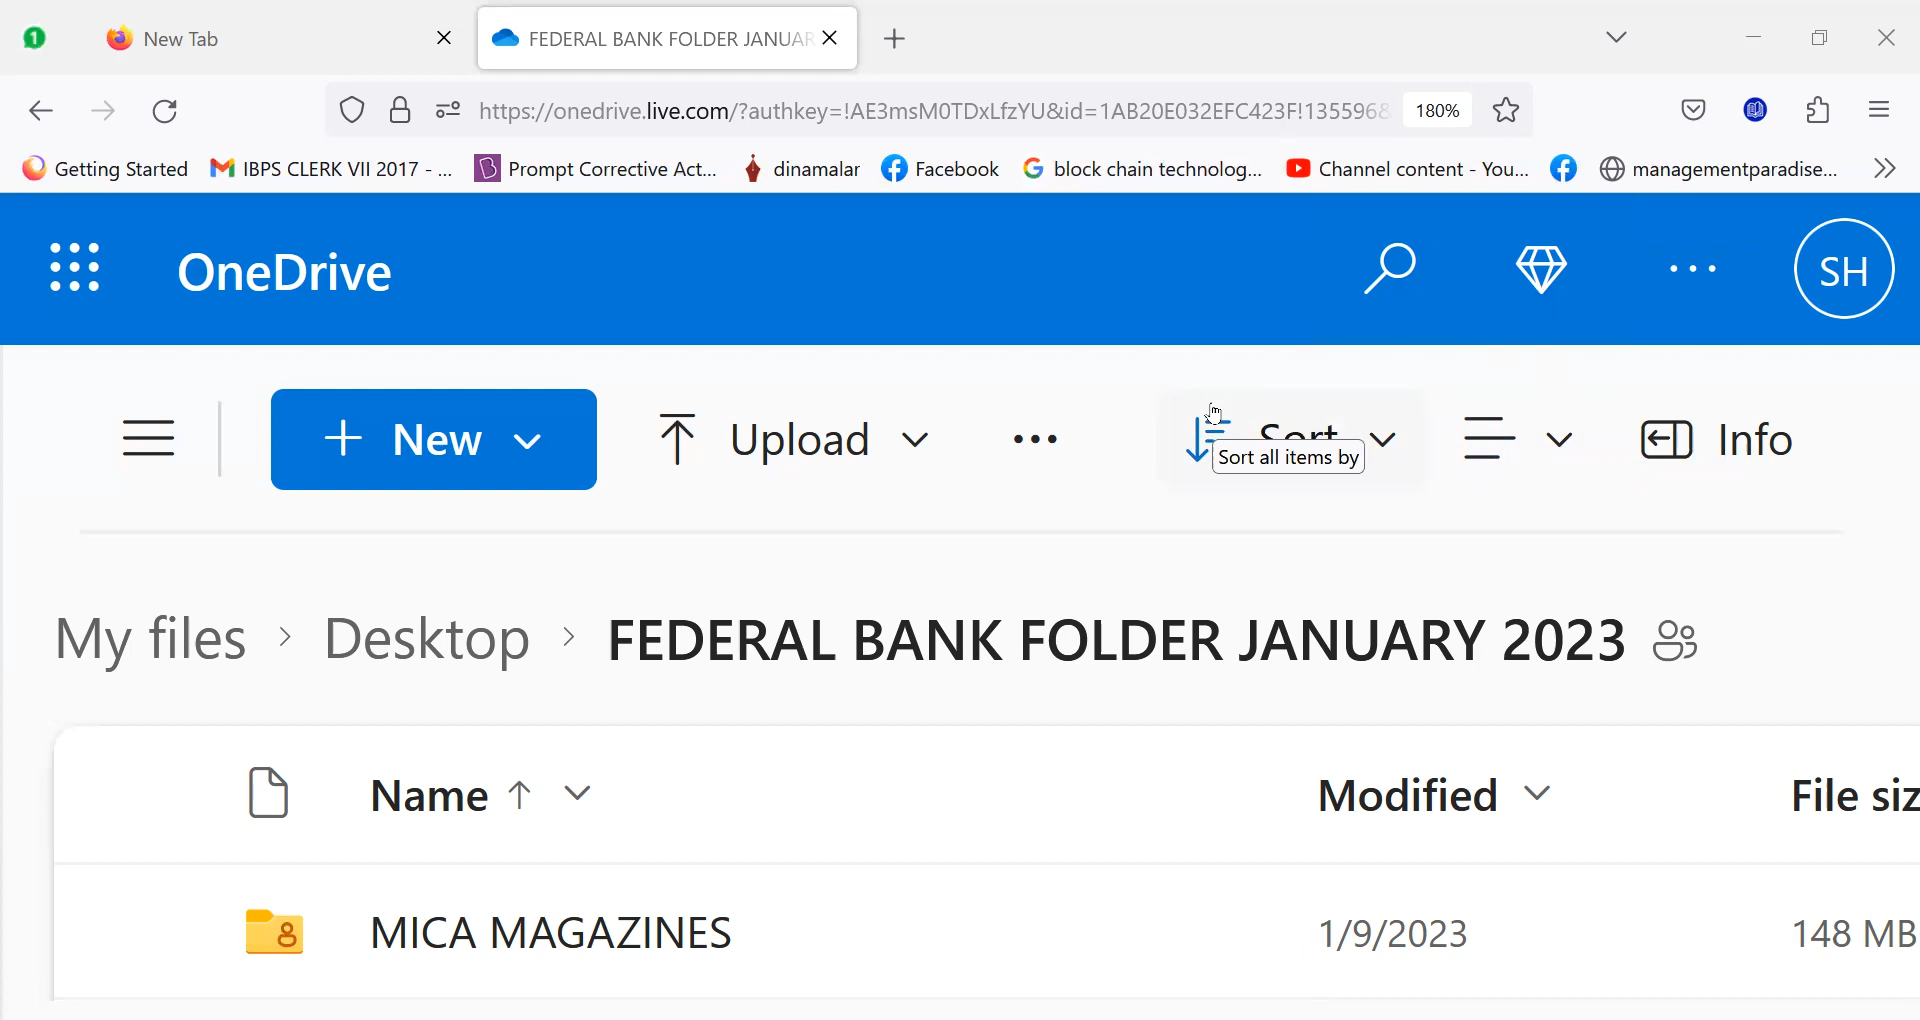 1 New Tab FEDERAL BANK FOLDER JANUAR
https://onedrive.live.com/?authkey=!AE3msM0TDxLfzYU&id=1AB20E032EFC423F!1355968 180%
Getting Started IBPS CLERK VII 2017 - ... Prompt Corrective Act... dinamalar Facebook block chain technolog... Channel content - You... managementparadise...
OneDrive SH
New Upload ... Sort Info
Sort all items by
My files > Desktop > FEDERAL BANK FOLDER JANUARY 2023
Name Modified File siz
MICA MAGAZINES 1/9/2023 148 MB